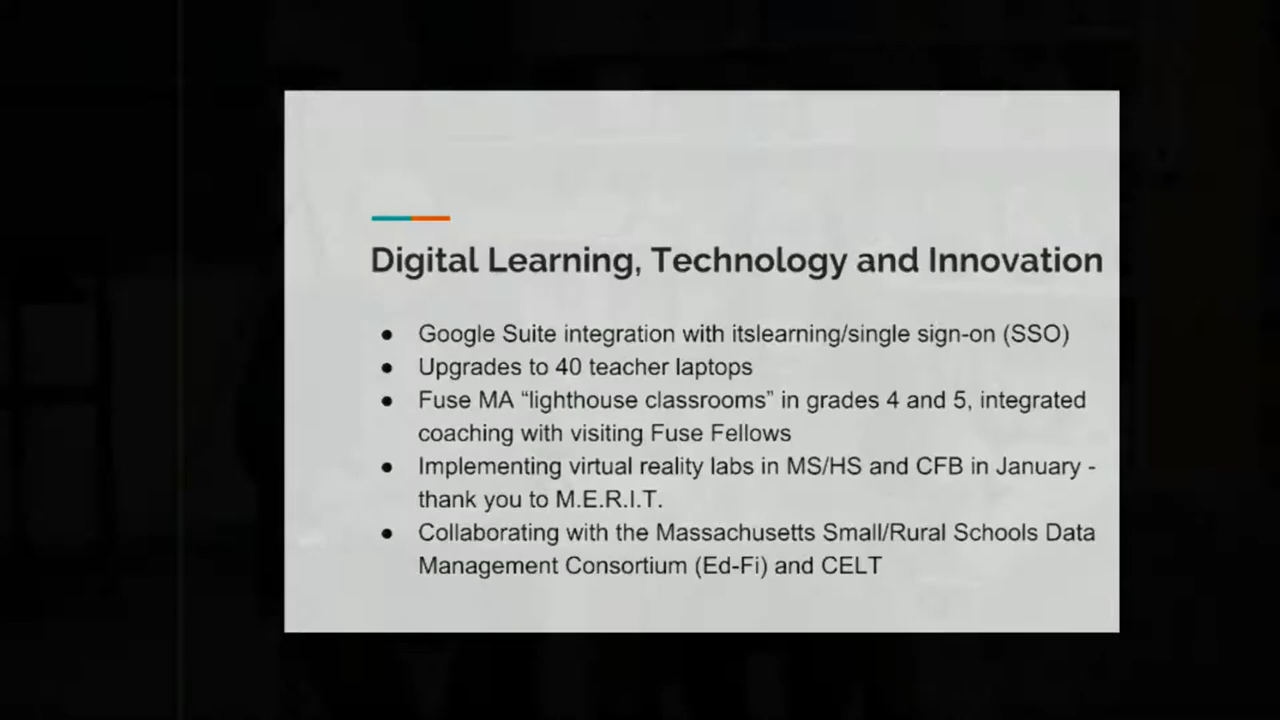 Digital Learning, Technology and Innovation
● Google Suite integration with itslearning/single sign-on (SSO)
● Upgrades to 40 teacher laptops
● Fuse MA “lighthouse classrooms” in grades 4 and 5, integrated
coaching with visiting Fuse Fellows
● Implementing virtual reality labs in MS/HS and CFB in January -
thank you to M.E.R.I.T.
● Collaborating with the Massachusetts Small/Rural Schools Data
Management Consortium (Ed-Fi) and CELT